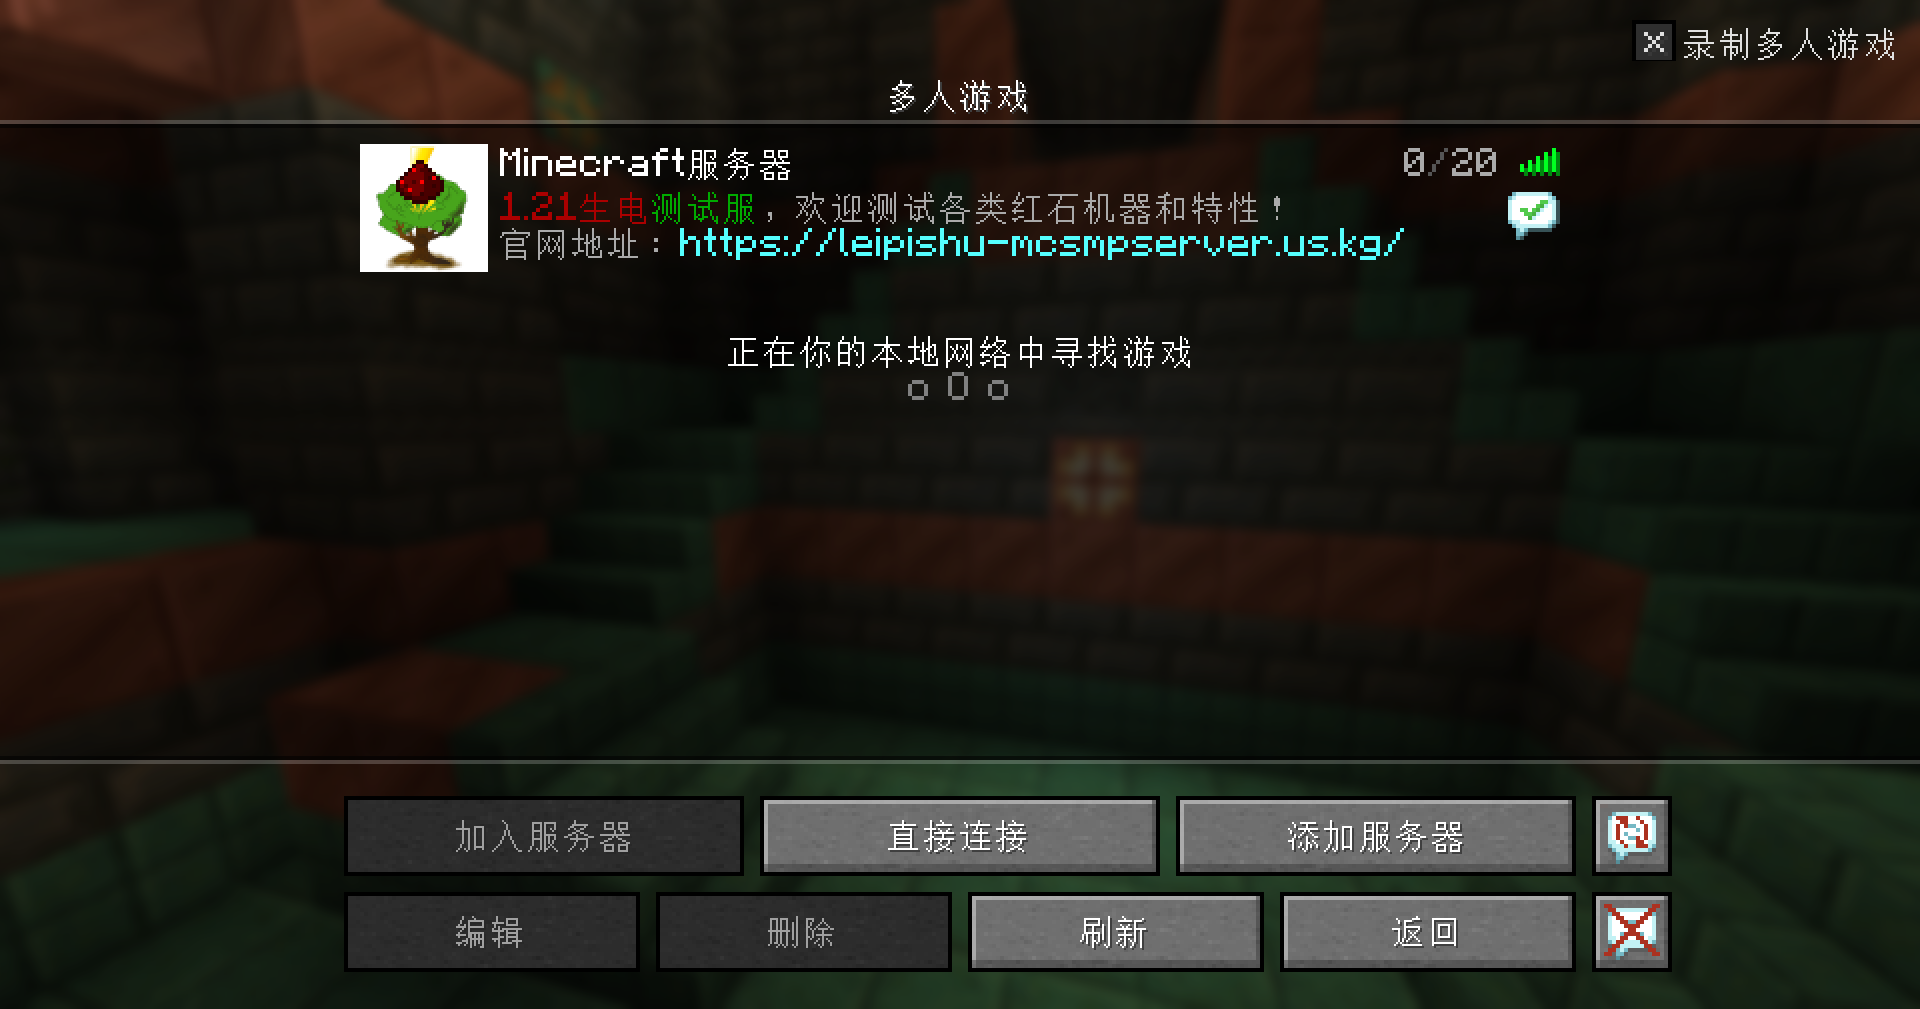 录制多人游戏
多人游戏
Minecraft服务器
0/20
1.21生电测试服，欢迎测试各类红石机器和特性！
官网地址：https://leipishu-mcsmpserver.us.kg/
正在你的本地网络中寻找游戏
o O o
加入服务器
直接连接
添加服务器
编辑
删除
刷新
返回